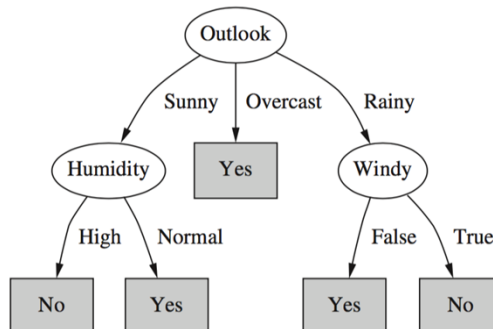 Outlook
Sunny Overcast Rainy
Humidity Yes Windy
High Normal False True
No Yes Yes No